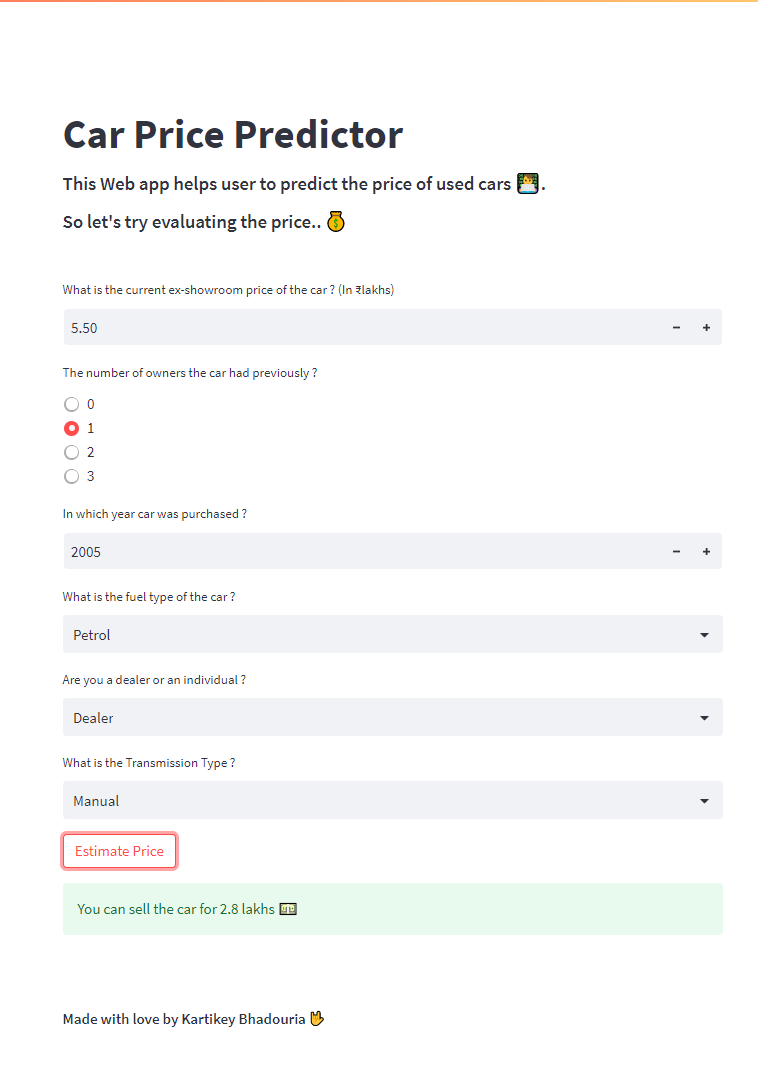 Car Price Predictor
This Web app helps user to predict the price of used cars 👨‍💻.
So let's try evaluating the price.. 💰
What is the current ex-showroom price of the car ? (In ₹lakhs)
5.50
The number of owners the car had previously ?
0
1
2
3
In which year car was purchased ?
2005
What is the fuel type of the car ?
Petrol
Are you a dealer or an individual ?
Dealer
What is the Transmission Type ?
Manual
Estimate Price
You can sell the car for 2.8 lakhs 💵
Made with love by Kartikey Bhadouria 🤟